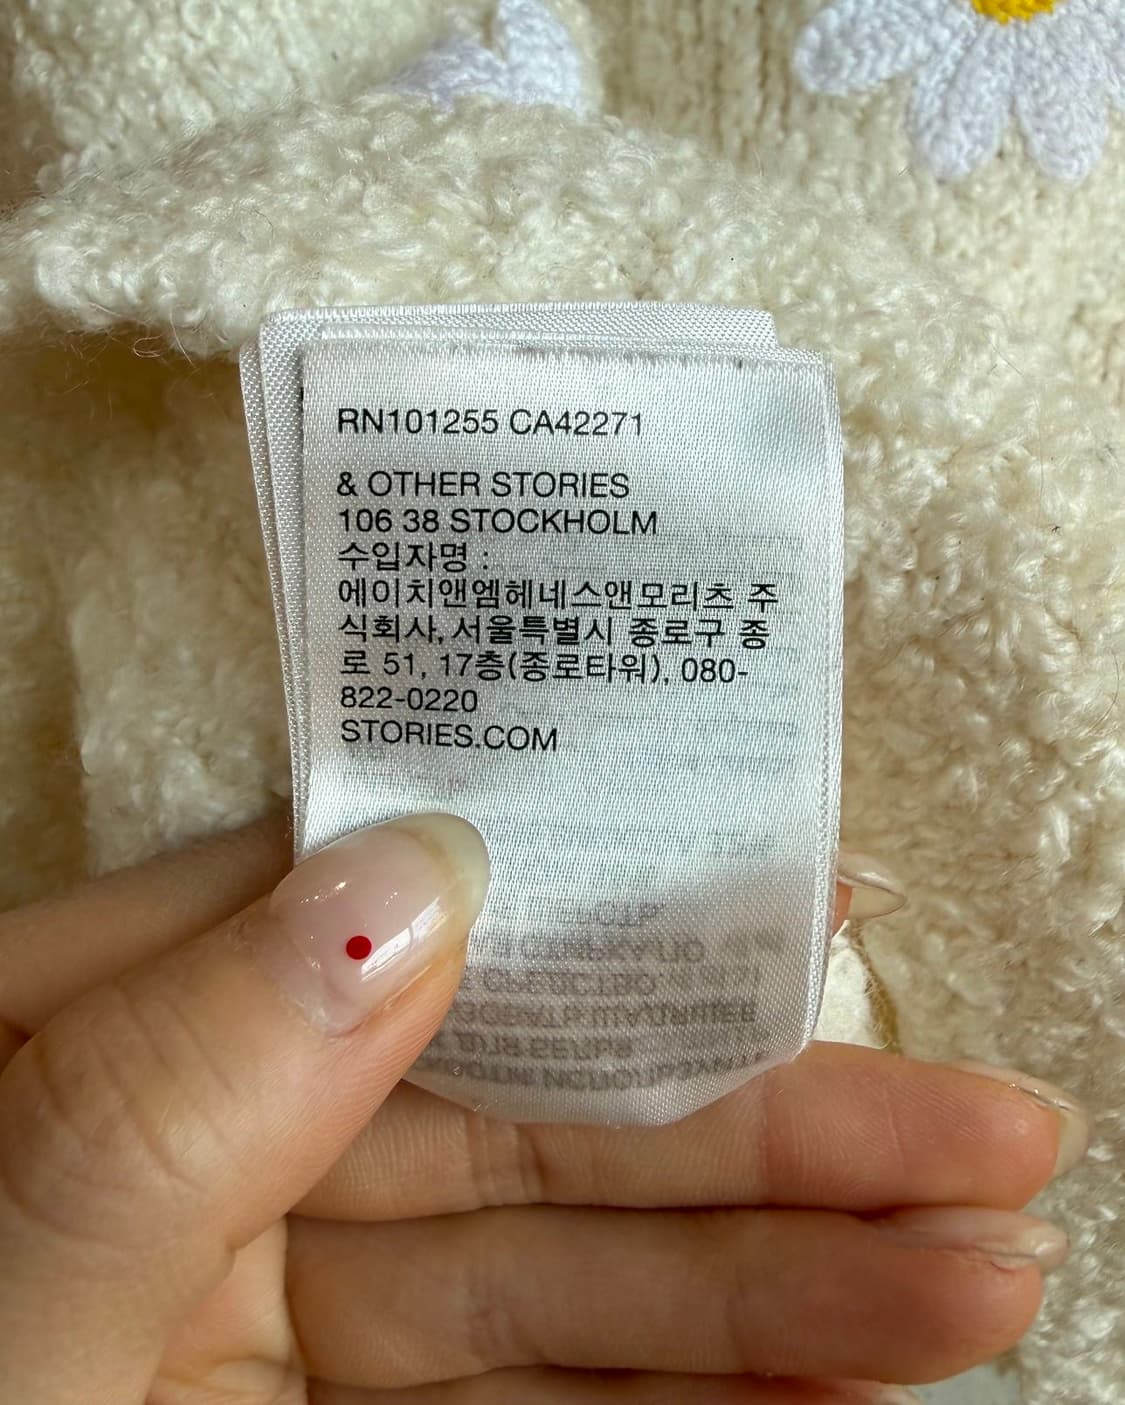 RN101255 CA42271
& OTHER STORIES
106 38 STOCKHOLM
수입자명 :
에이치앤엠헤네스앤모리츠 주
식회사, 서울특별시 종로구 종
로 51, 17층(종로타워), 080-
822-0220
STORIES.COM